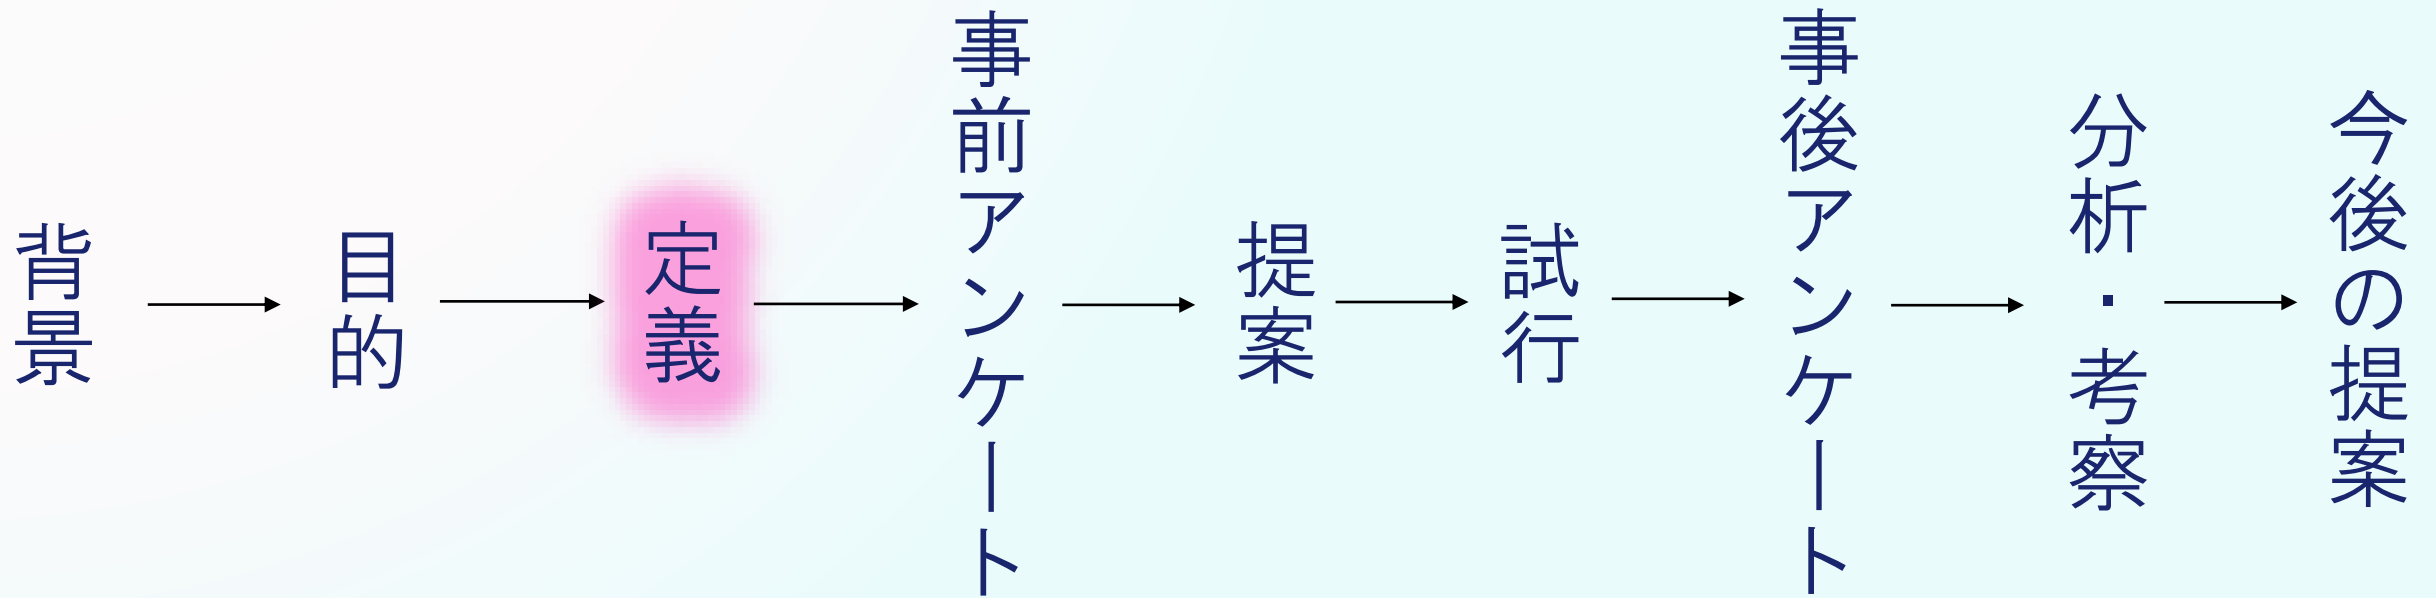 背景
目的
定義
事前アンケート
提案
試行
事後アンケート
分析・考察
今後の提案